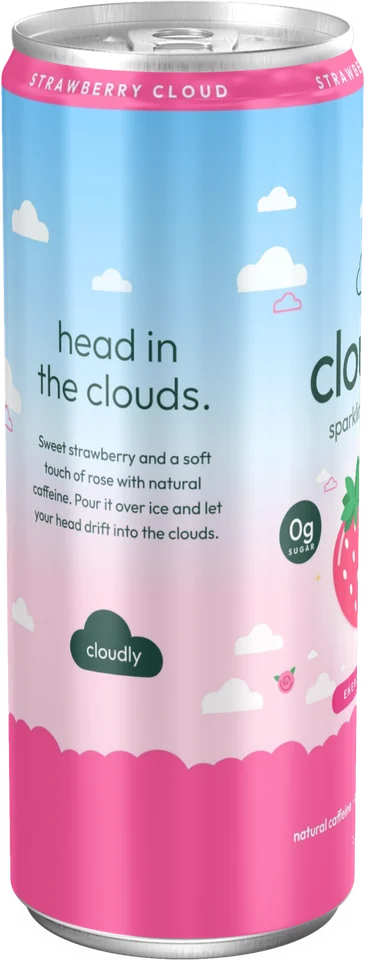 STRAWBERRY CLOUD
head in
the clouds.
Sweet strawberry and a soft
touch of rose with natural
caffeine. Pour it over ice and let
your head drift into the clouds.
cloudly
0g
SUGAR
natural caffeine